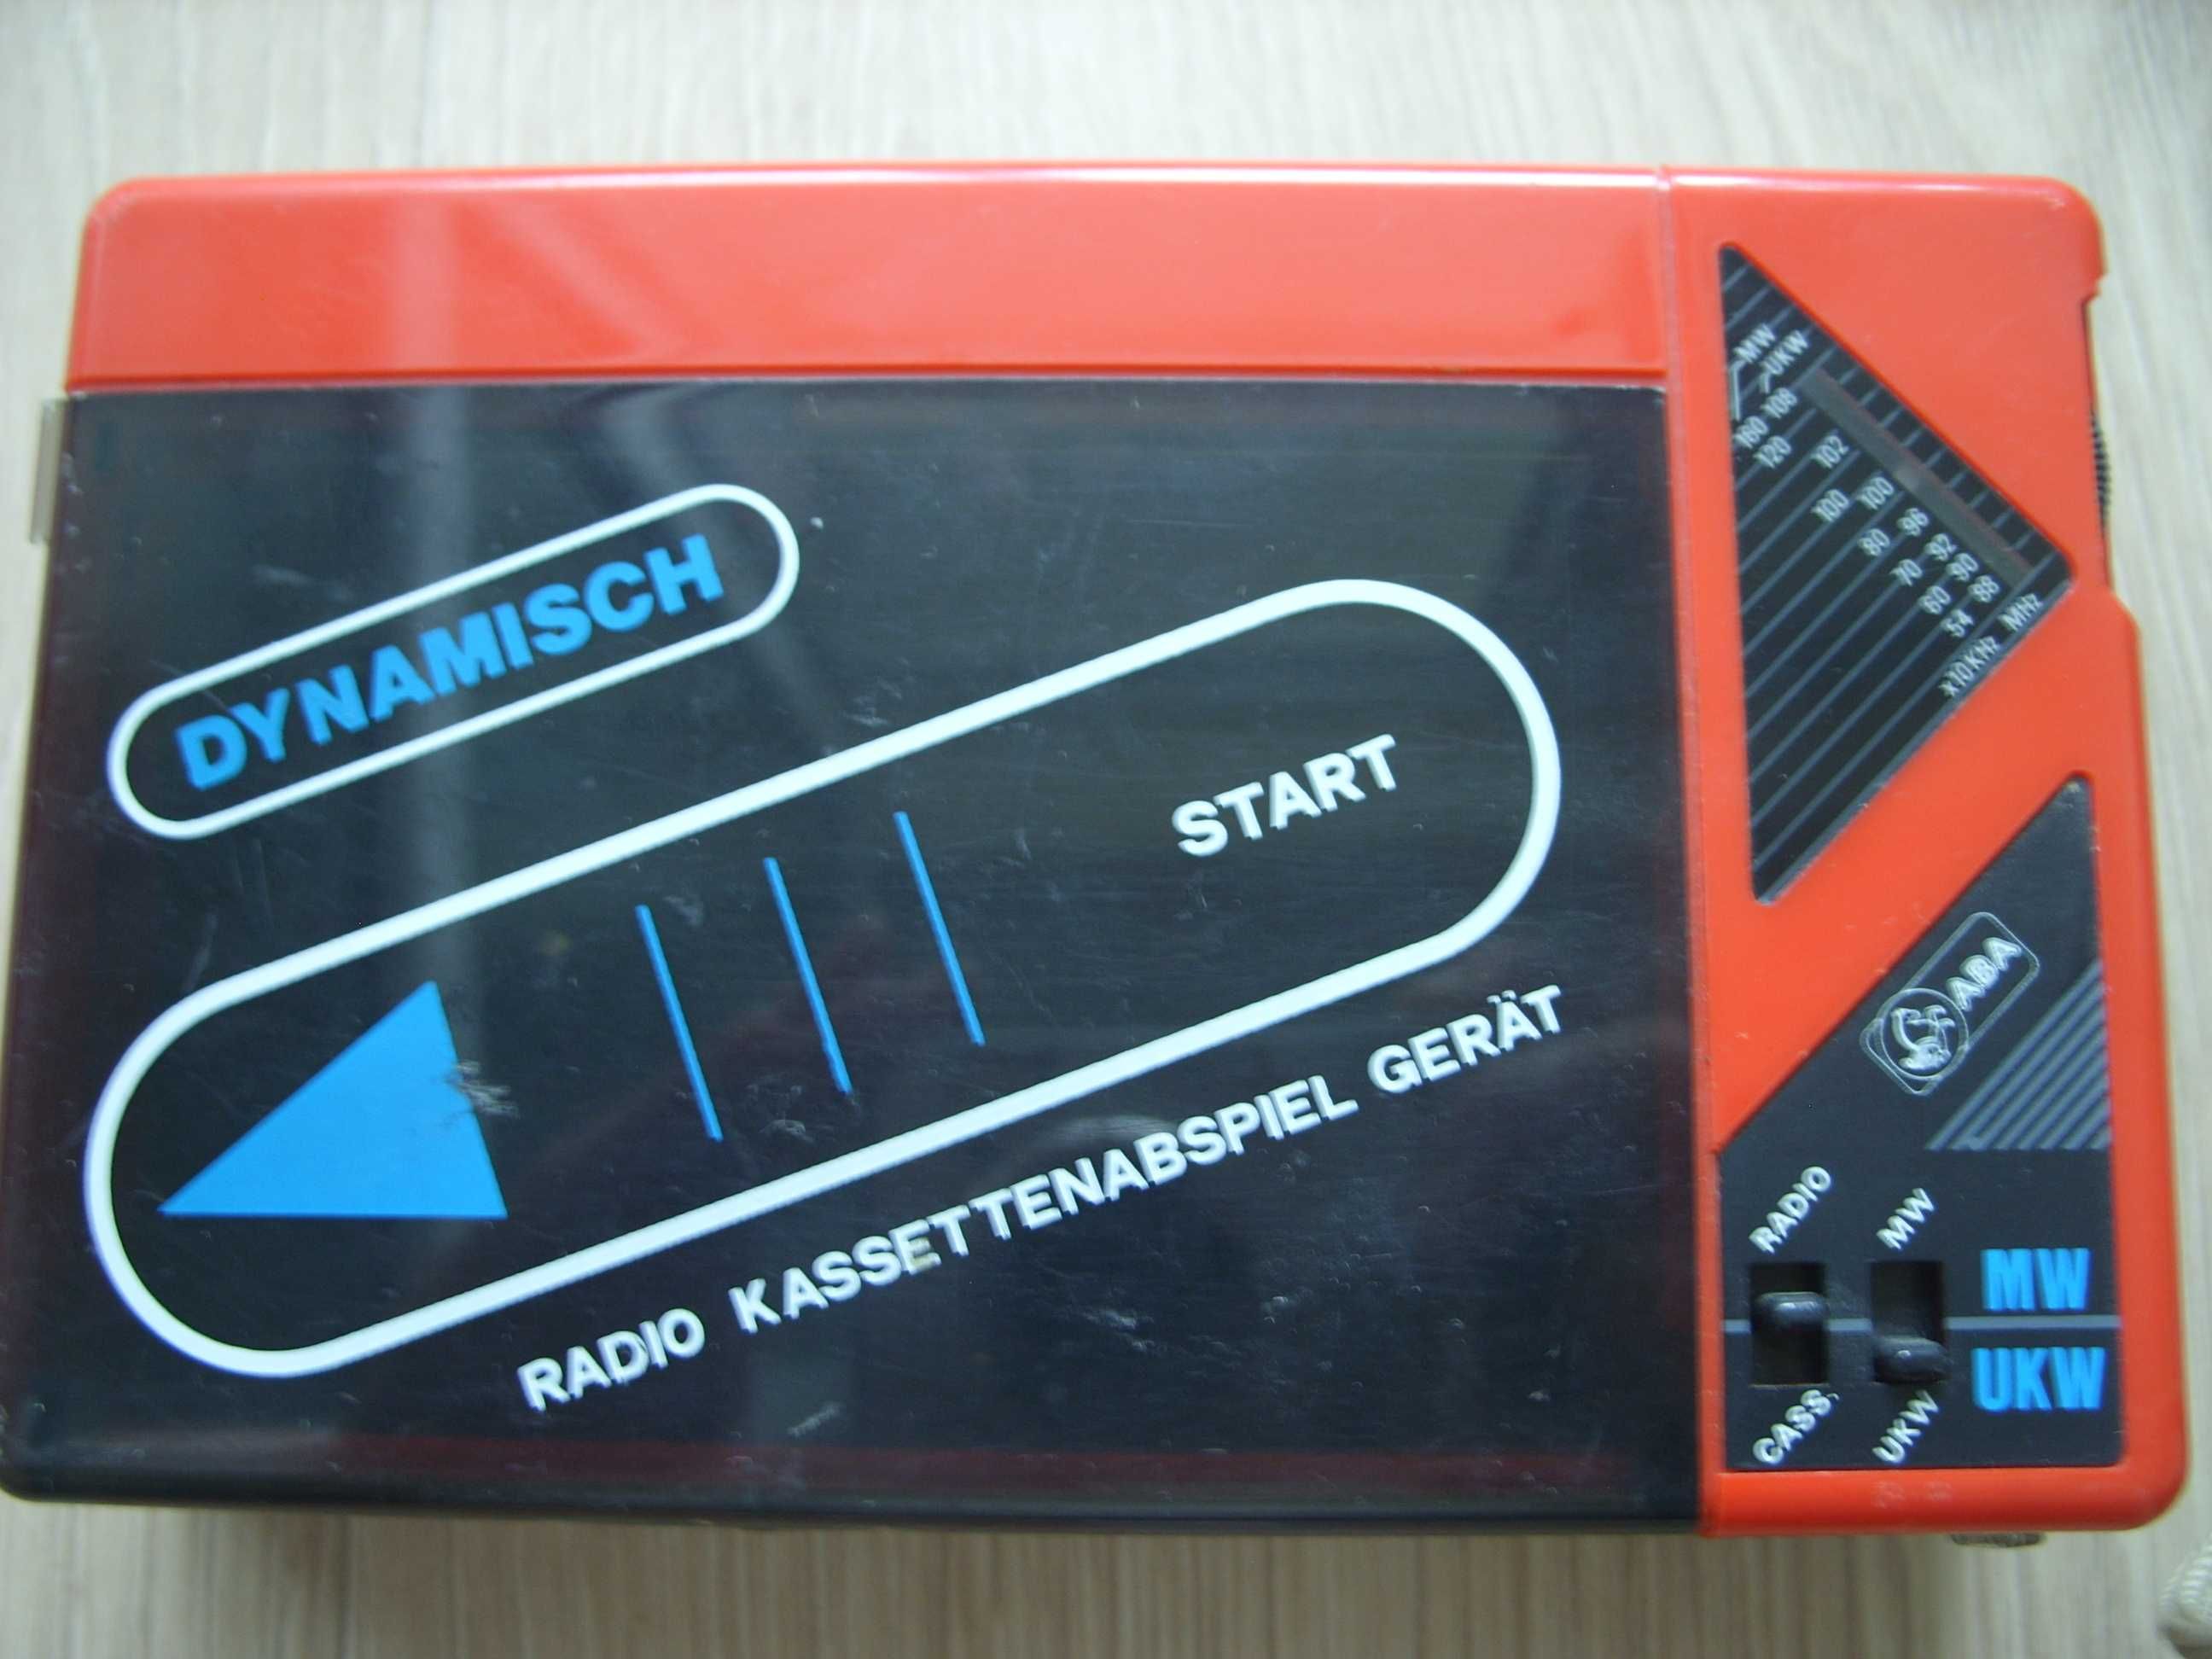 DYNAMISCH
START
RADIO KASSETTENABSPIEL GERÄT
MW
UKW
160 108
120
102
100 100
80 96
70 92
90
60 88
54
x10KHz MHz
ABA
RADIO MW
MW
UKW
CASS. UKW